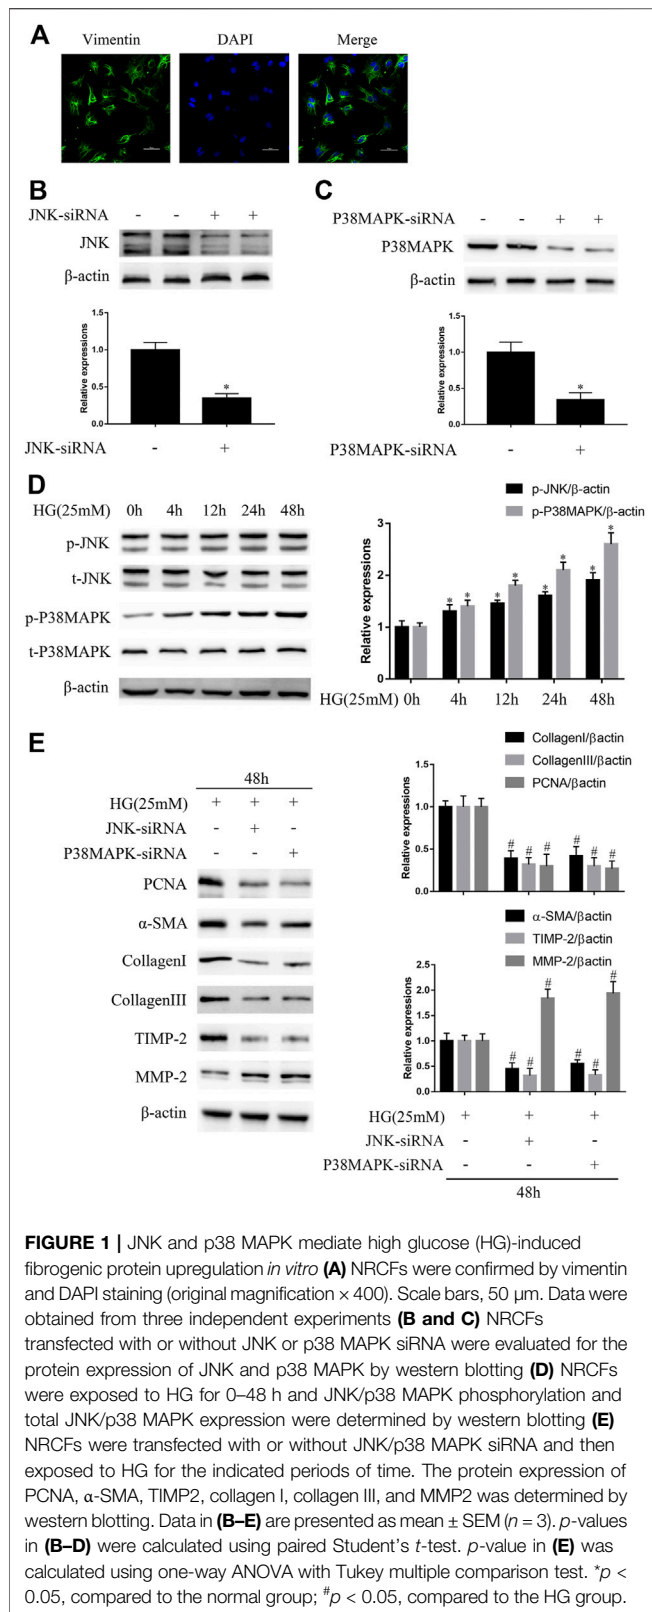 A
Vimentin DAPI Merge
B
JNK-siRNA - - + +
JNK
β-actin
Relative expressions
1.5
1.0
0.5
0.0
*
- +
JNK-siRNA
C
P38MAPK-siRNA - - + +
P38MAPK
β-actin
Relative expressions
1.5
1.0
0.5
0.0
*
- +
P38MAPK-siRNA
D
HG(25mM) 0h 4h 12h 24h 48h
p-JNK
t-JNK
p-P38MAPK
t-P38MAPK
β-actin
p-JNK/β-actin
p-P38MAPK/β-actin
Relative expressions
3
2
1
0
* * * * * * * *
HG(25mM) 0h 4h 12h 24h 48h
E
48h
HG(25mM) + + +
JNK-siRNA - + -
P38MAPK-siRNA - - +
PCNA
α-SMA
CollagenI
CollagenIII
TIMP-2
MMP-2
β-actin
CollagenI/βactin
CollagenIII/βactin
PCNA/βactin
Relative expressions
1.5
1.0
0.5
0.0
# # # # # #
α-SMA/βactin
TIMP-2/βactin
MMP-2/βactin
Relative expressions
2.5
2.0
1.5
1.0
0.5
0.0
# # # # # #
HG(25mM) + + +
JNK-siRNA - + -
P38MAPK-siRNA - - +
48h
FIGURE 1 | JNK and p38 MAPK mediate high glucose (HG)-induced
fibrogenic protein upregulation in vitro (A) NRCFs were confirmed by vimentin
and DAPI staining (original magnification × 400). Scale bars, 50 μm. Data were
obtained from three independent experiments (B and C) NRCFs
transfected with or without JNK or p38 MAPK siRNA were evaluated for the
protein expression of JNK and p38 MAPK by western blotting (D) NRCFs
were exposed to HG for 0–48 h and JNK/p38 MAPK phosphorylation and
total JNK/p38 MAPK expression were determined by western blotting (E)
NRCFs were transfected with or without JNK/p38 MAPK siRNA and then
exposed to HG for the indicated periods of time. The protein expression of
PCNA, α-SMA, TIMP2, collagen I, collagen III, and MMP2 was determined by
western blotting. Data in (B–E) are presented as mean ± SEM (n = 3). p-values
in (B–D) were calculated using paired Student's t-test. p-value in (E) was
calculated using one-way ANOVA with Tukey multiple comparison test. *p <
0.05, compared to the normal group; #p < 0.05, compared to the HG group.